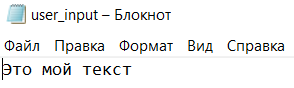 user_input – Блокнот
Файл Правка Формат Вид Справка
Это мой текст